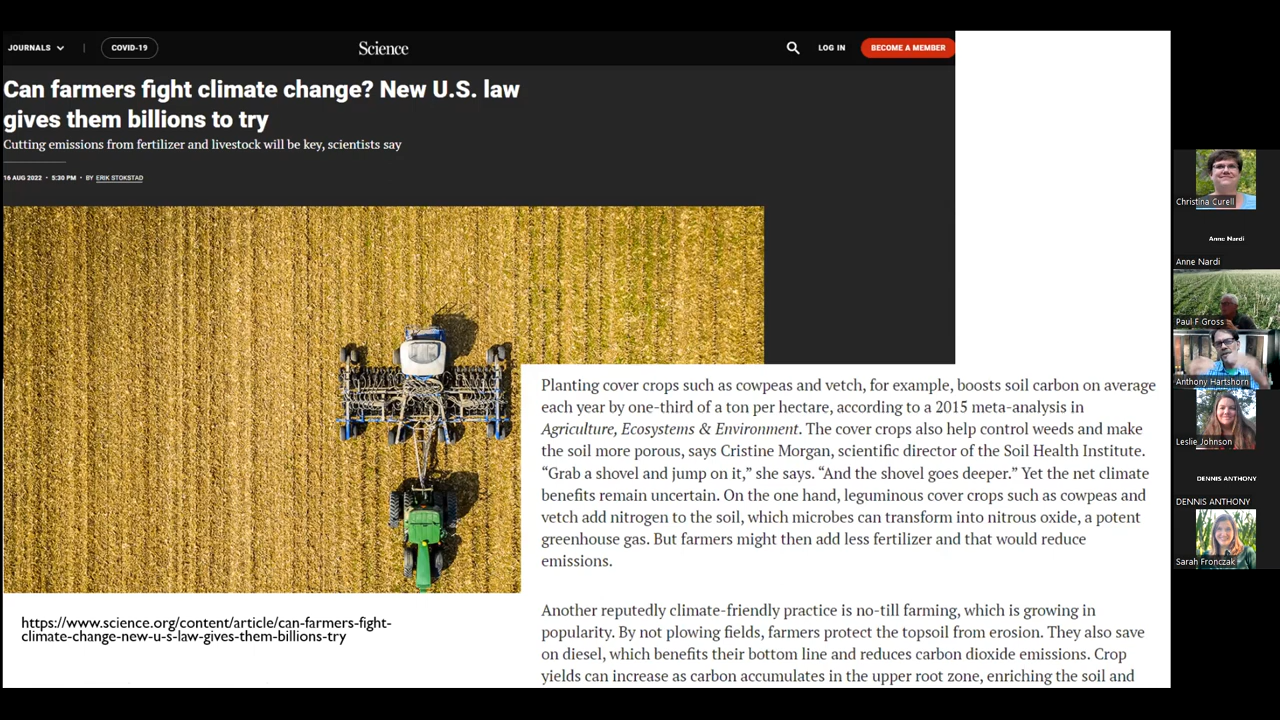 JOURNALS
COVID-19
Science
LOG IN
BECOME A MEMBER
Can farmers fight climate change? New U.S. law
gives them billions to try
Cutting emissions from fertilizer and livestock will be key, scientists say
16 AUG 2022 • 5:30 PM • BY ERIK STOKSTAD
Planting cover crops such as cowpeas and vetch, for example, boosts soil carbon on average
each year by one-third of a ton per hectare, according to a 2015 meta-analysis in
Agriculture, Ecosystems & Environment. The cover crops also help control weeds and make
the soil more porous, says Cristine Morgan, scientific director of the Soil Health Institute.
“Grab a shovel and jump on it,” she says. “And the shovel goes deeper.” Yet the net climate
benefits remain uncertain. On the one hand, leguminous cover crops such as cowpeas and
vetch add nitrogen to the soil, which microbes can transform into nitrous oxide, a potent
greenhouse gas. But farmers might then add less fertilizer and that would reduce
emissions.
Another reputedly climate-friendly practice is no-till farming, which is growing in
popularity. By not plowing fields, farmers protect the topsoil from erosion. They also save
on diesel, which benefits their bottom line and reduces carbon dioxide emissions. Crop
yields can increase as carbon accumulates in the upper root zone, enriching the soil and
https://www.science.org/content/article/can-farmers-fight-
climate-change-new-u-s-law-gives-them-billions-try
Christina Curell
Anne Nardi
Anne Nardi
Paul F Gross
Anthony Hartshorn
Leslie Johnson
DENNIS ANTHONY
DENNIS ANTHONY
Sarah Fronczak